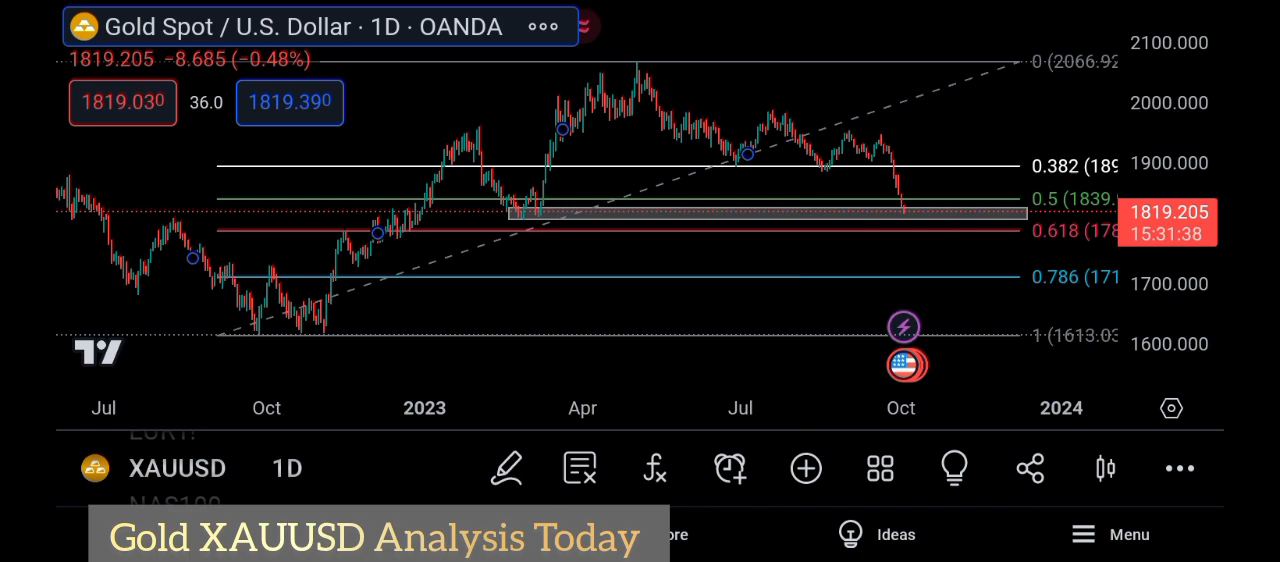 Gold Spot / U.S. Dollar · 1D · OANDA
1819.205 −8.685 (−0.48%)
1819.030 36.0 1819.390
2100.000
0 (2066.92
2000.000
1900.000
0.382 (189
0.5 (1839.
1819.205
15:31:38
0.618 (178
0.786 (171
1700.000
1 (1613.03
1600.000
Jul Oct 2023 Apr Jul Oct 2024
XAUUSD 1D
NAS100
Gold XAUUSD Analysis Today
ore Ideas Menu